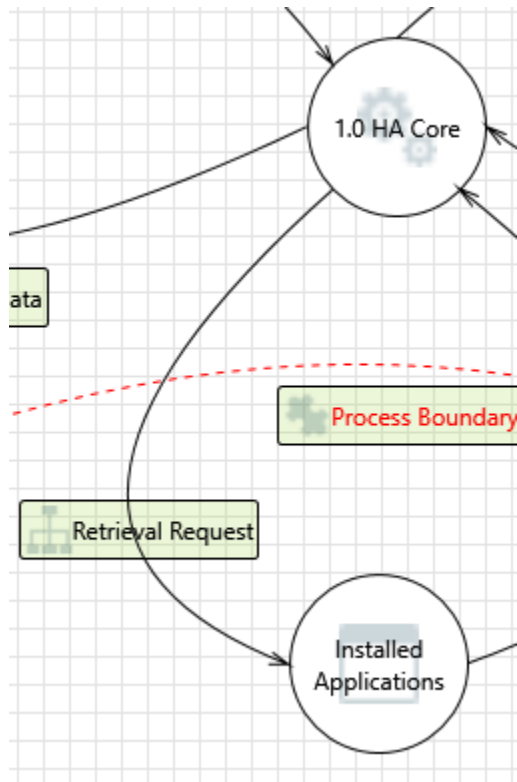 1.0 HA Core
ata
Process Boundary
Retrieval Request
Installed
Applications